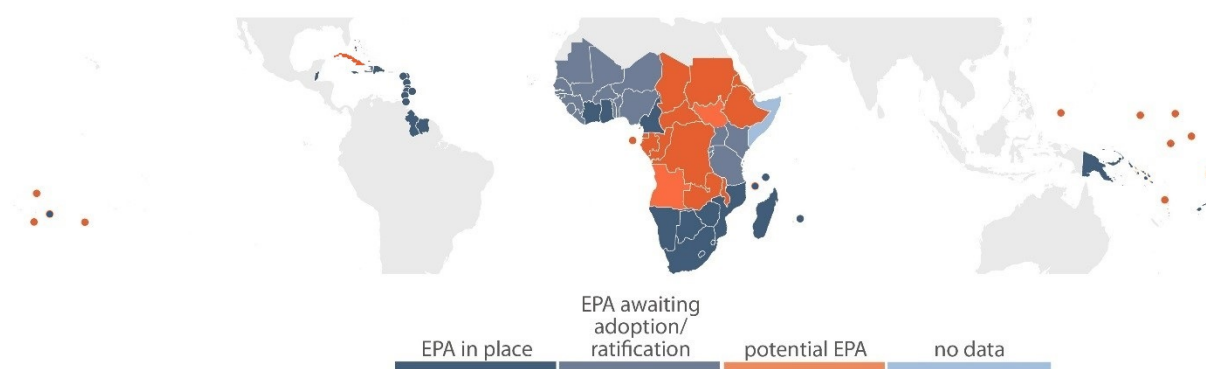 EPA in place
EPA awaiting
adoption/
ratification
potential EPA
no data